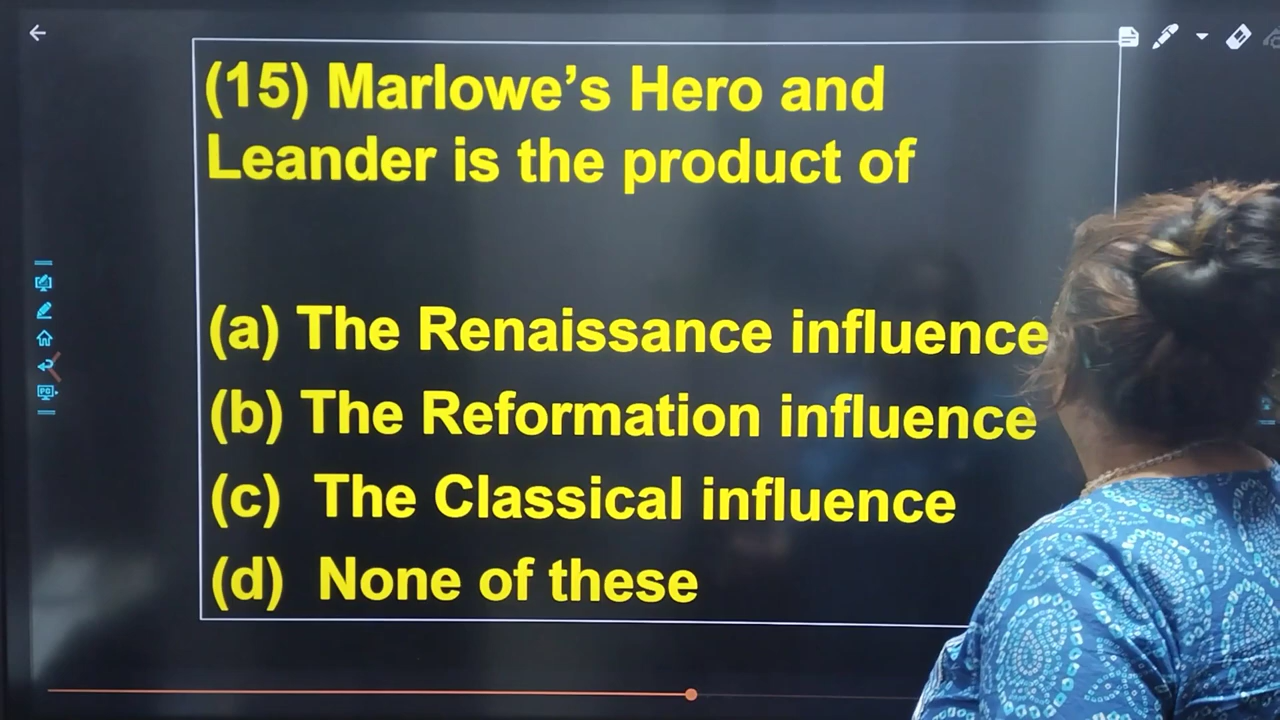 (15) Marlowe’s Hero and
Leander is the product of
(a) The Renaissance influence
(b) The Reformation influence
(c) The Classical influence
(d) None of these